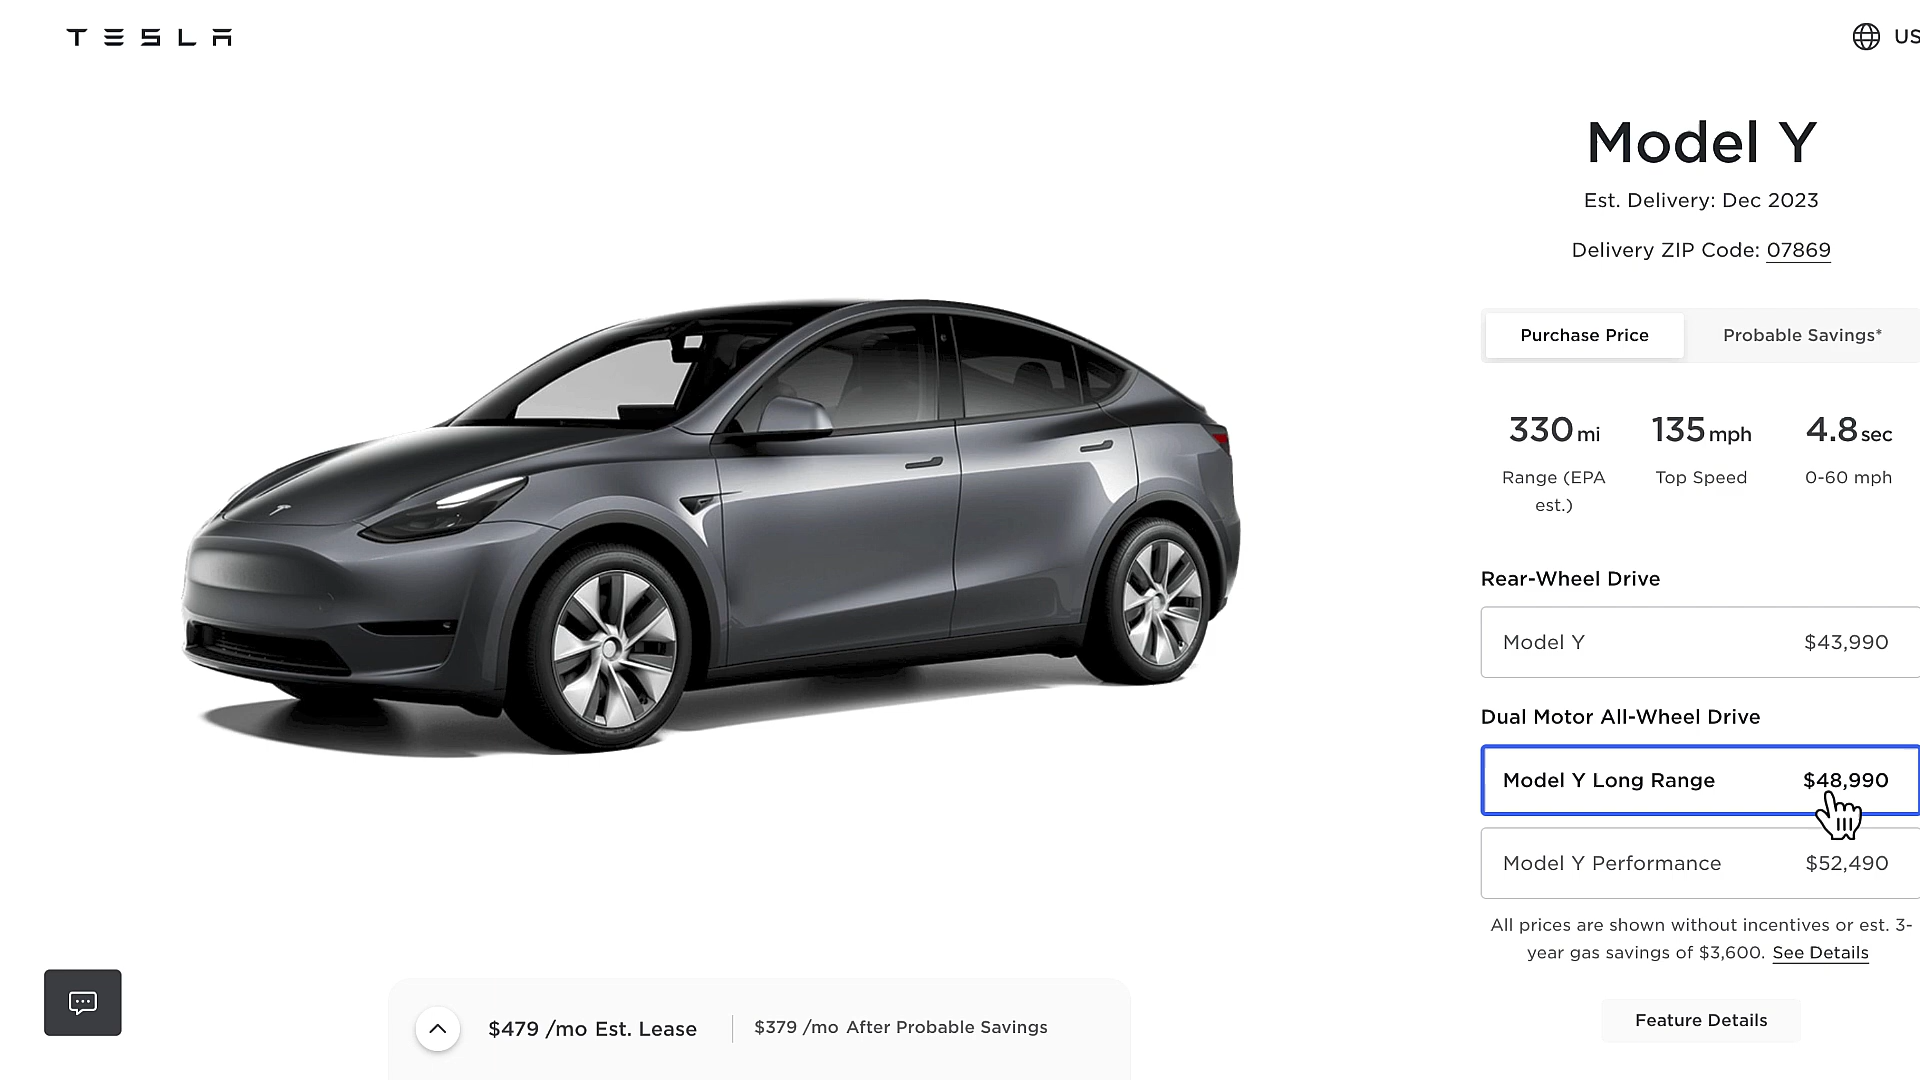 TESLA
US
Model Y
Est. Delivery: Dec 2023
Delivery ZIP Code: 07869
Purchase Price
Probable Savings*
330 mi
135 mph
4.8 sec
Range (EPA
est.)
Top Speed
0-60 mph
Rear-Wheel Drive
Model Y $43,990
Dual Motor All-Wheel Drive
Model Y Long Range $48,990
Model Y Performance $52,490
All prices are shown without incentives or est. 3-
year gas savings of $3,600. See Details
$479 /mo Est. Lease
$379 /mo After Probable Savings
Feature Details